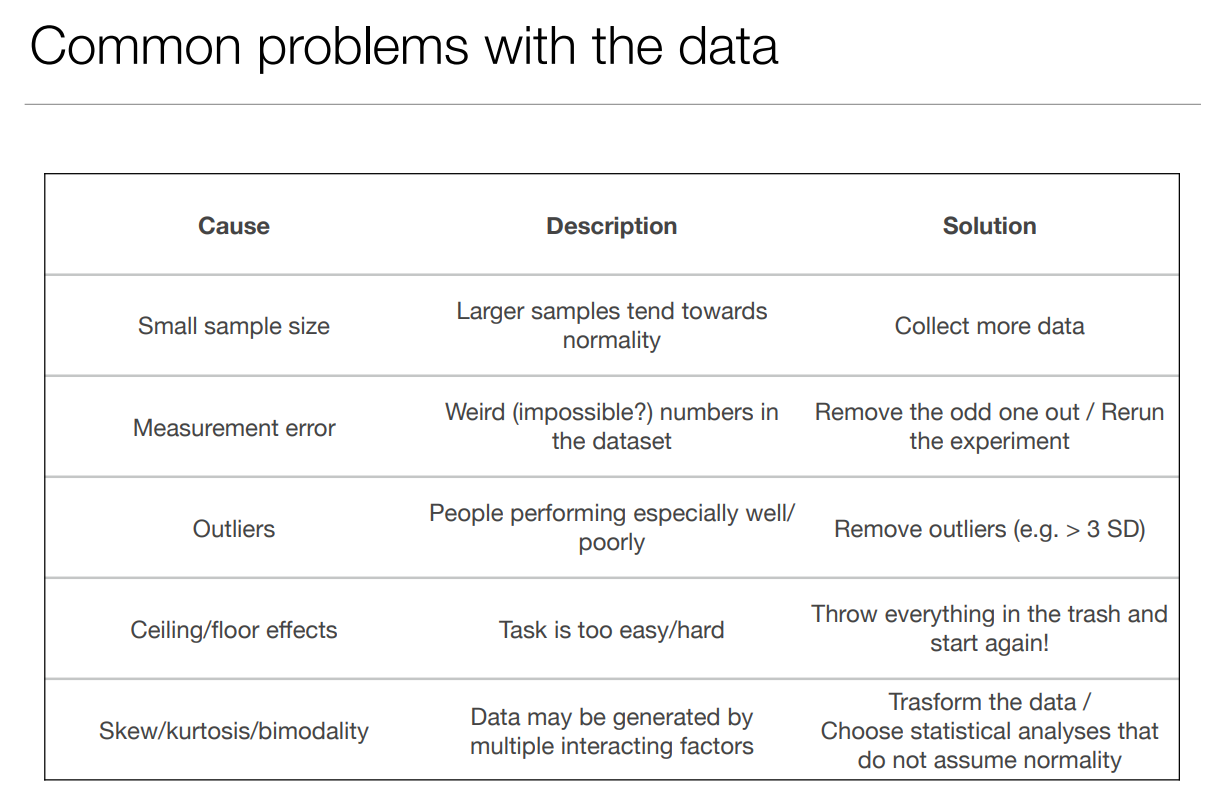 Common problems with the data
Cause
Description
Solution
Small sample size
Larger samples tend towards
normality
Collect more data
Measurement error
Weird (impossible?) numbers in
the dataset
Remove the odd one out / Rerun
the experiment
Outliers
People performing especially well/
poorly
Remove outliers (e.g. > 3 SD)
Ceiling/floor effects
Task is too easy/hard
Throw everything in the trash and
start again!
Skew/kurtosis/bimodality
Data may be generated by
multiple interacting factors
Trasform the data /
Choose statistical analyses that
do not assume normality